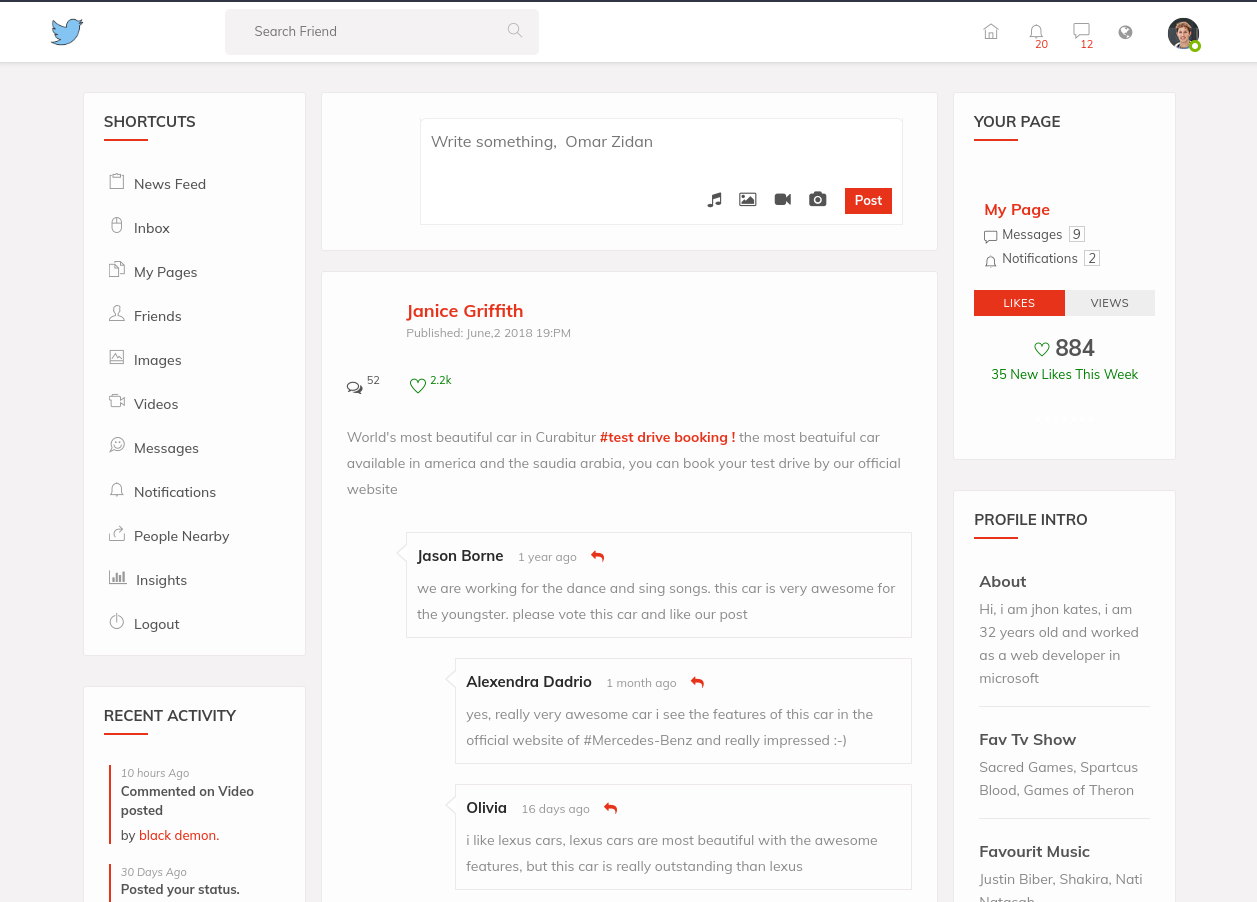 Search Friend
20
12
SHORTCUTS
News Feed
Inbox
My Pages
Friends
Images
Videos
Messages
Notifications
People Nearby
Insights
Logout
RECENT ACTIVITY
10 hours Ago
Commented on Video
posted
by black demon.
30 Days Ago
Posted your status.
Write something,  Omar Zidan
Post
Janice Griffith
Published: June,2 2018 19:PM
52
2.2k
World's most beautiful car in Curabitur #test drive booking ! the most beatuiful car
available in america and the saudia arabia, you can book your test drive by our official
website
Jason Borne 1 year ago
we are working for the dance and sing songs. this car is very awesome for
the youngster. please vote this car and like our post
Alexendra Dadrio 1 month ago
yes, really very awesome car i see the features of this car in the
official website of #Mercedes-Benz and really impressed :-)
Olivia 16 days ago
i like lexus cars, lexus cars are most beautiful with the awesome
features, but this car is really outstanding than lexus
YOUR PAGE
My Page
Messages 9
Notifications 2
LIKES VIEWS
884
35 New Likes This Week
PROFILE INTRO
About
Hi, i am jhon kates, i am
32 years old and worked
as a web developer in
microsoft
Fav Tv Show
Sacred Games, Spartcus
Blood, Games of Theron
Favourit Music
Justin Biber, Shakira, Nati
Natasah